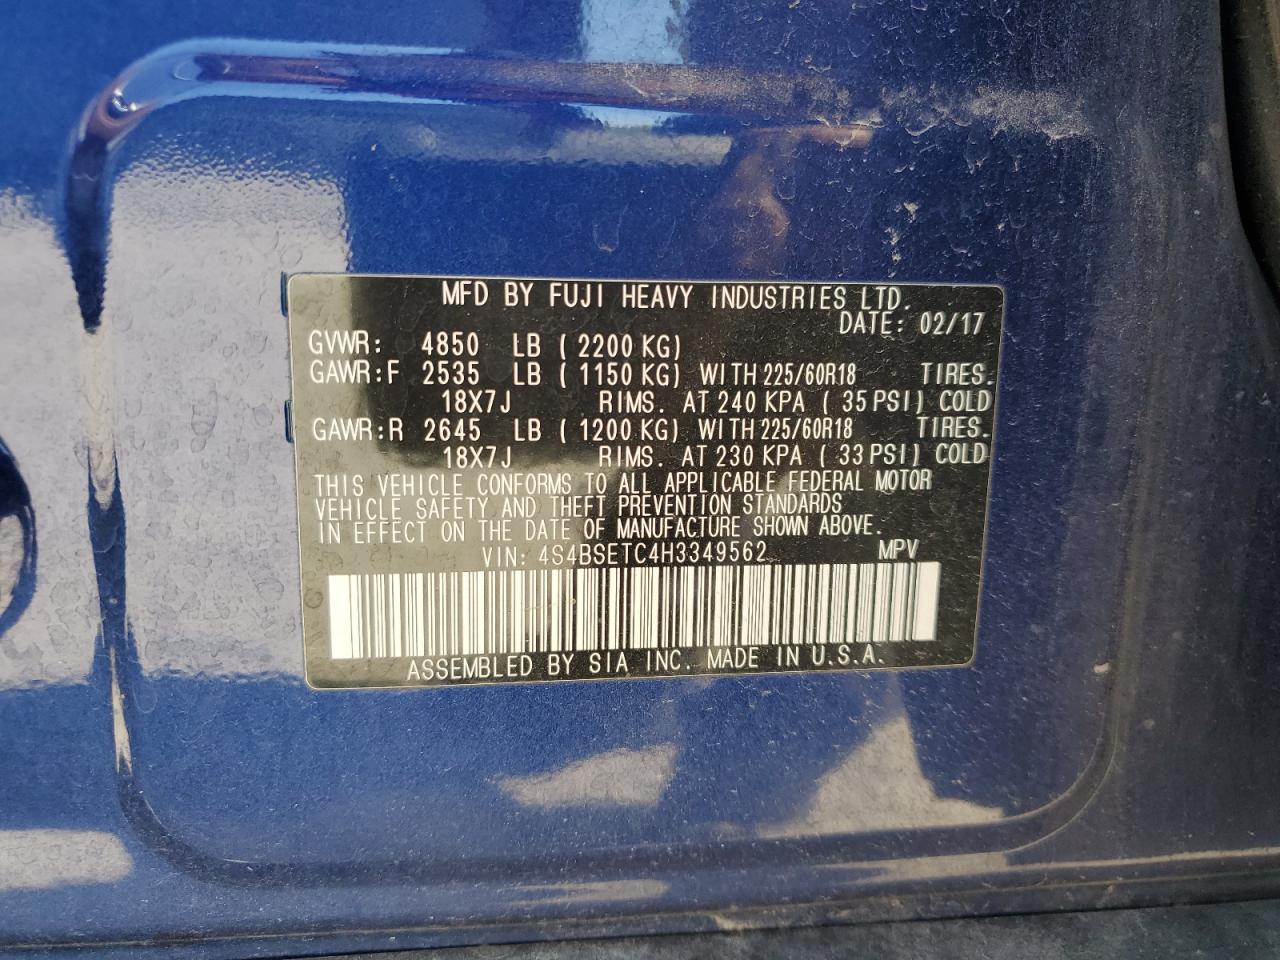 MFD BY FUJI HEAVY INDUSTRIES LTD.
DATE: 02/17
GVWR: 4850 LB ( 2200 KG)
GAWR:F 2535 LB ( 1150 KG) WITH 225/60R18 TIRES.
18X7J RIMS. AT 240 KPA ( 35 PSI) COLD
GAWR:R 2645 LB ( 1200 KG) WITH 225/60R18 TIRES.
18X7J RIMS. AT 230 KPA ( 33 PSI) COLD
THIS VEHICLE CONFORMS TO ALL APPLICABLE FEDERAL MOTOR
VEHICLE SAFETY AND THEFT PREVENTION STANDARDS
IN EFFECT ON THE DATE OF MANUFACTURE SHOWN ABOVE.
VIN: 4S4BSETC4H3349562 MPV
ASSEMBLED BY SIA INC. MADE IN U.S.A.